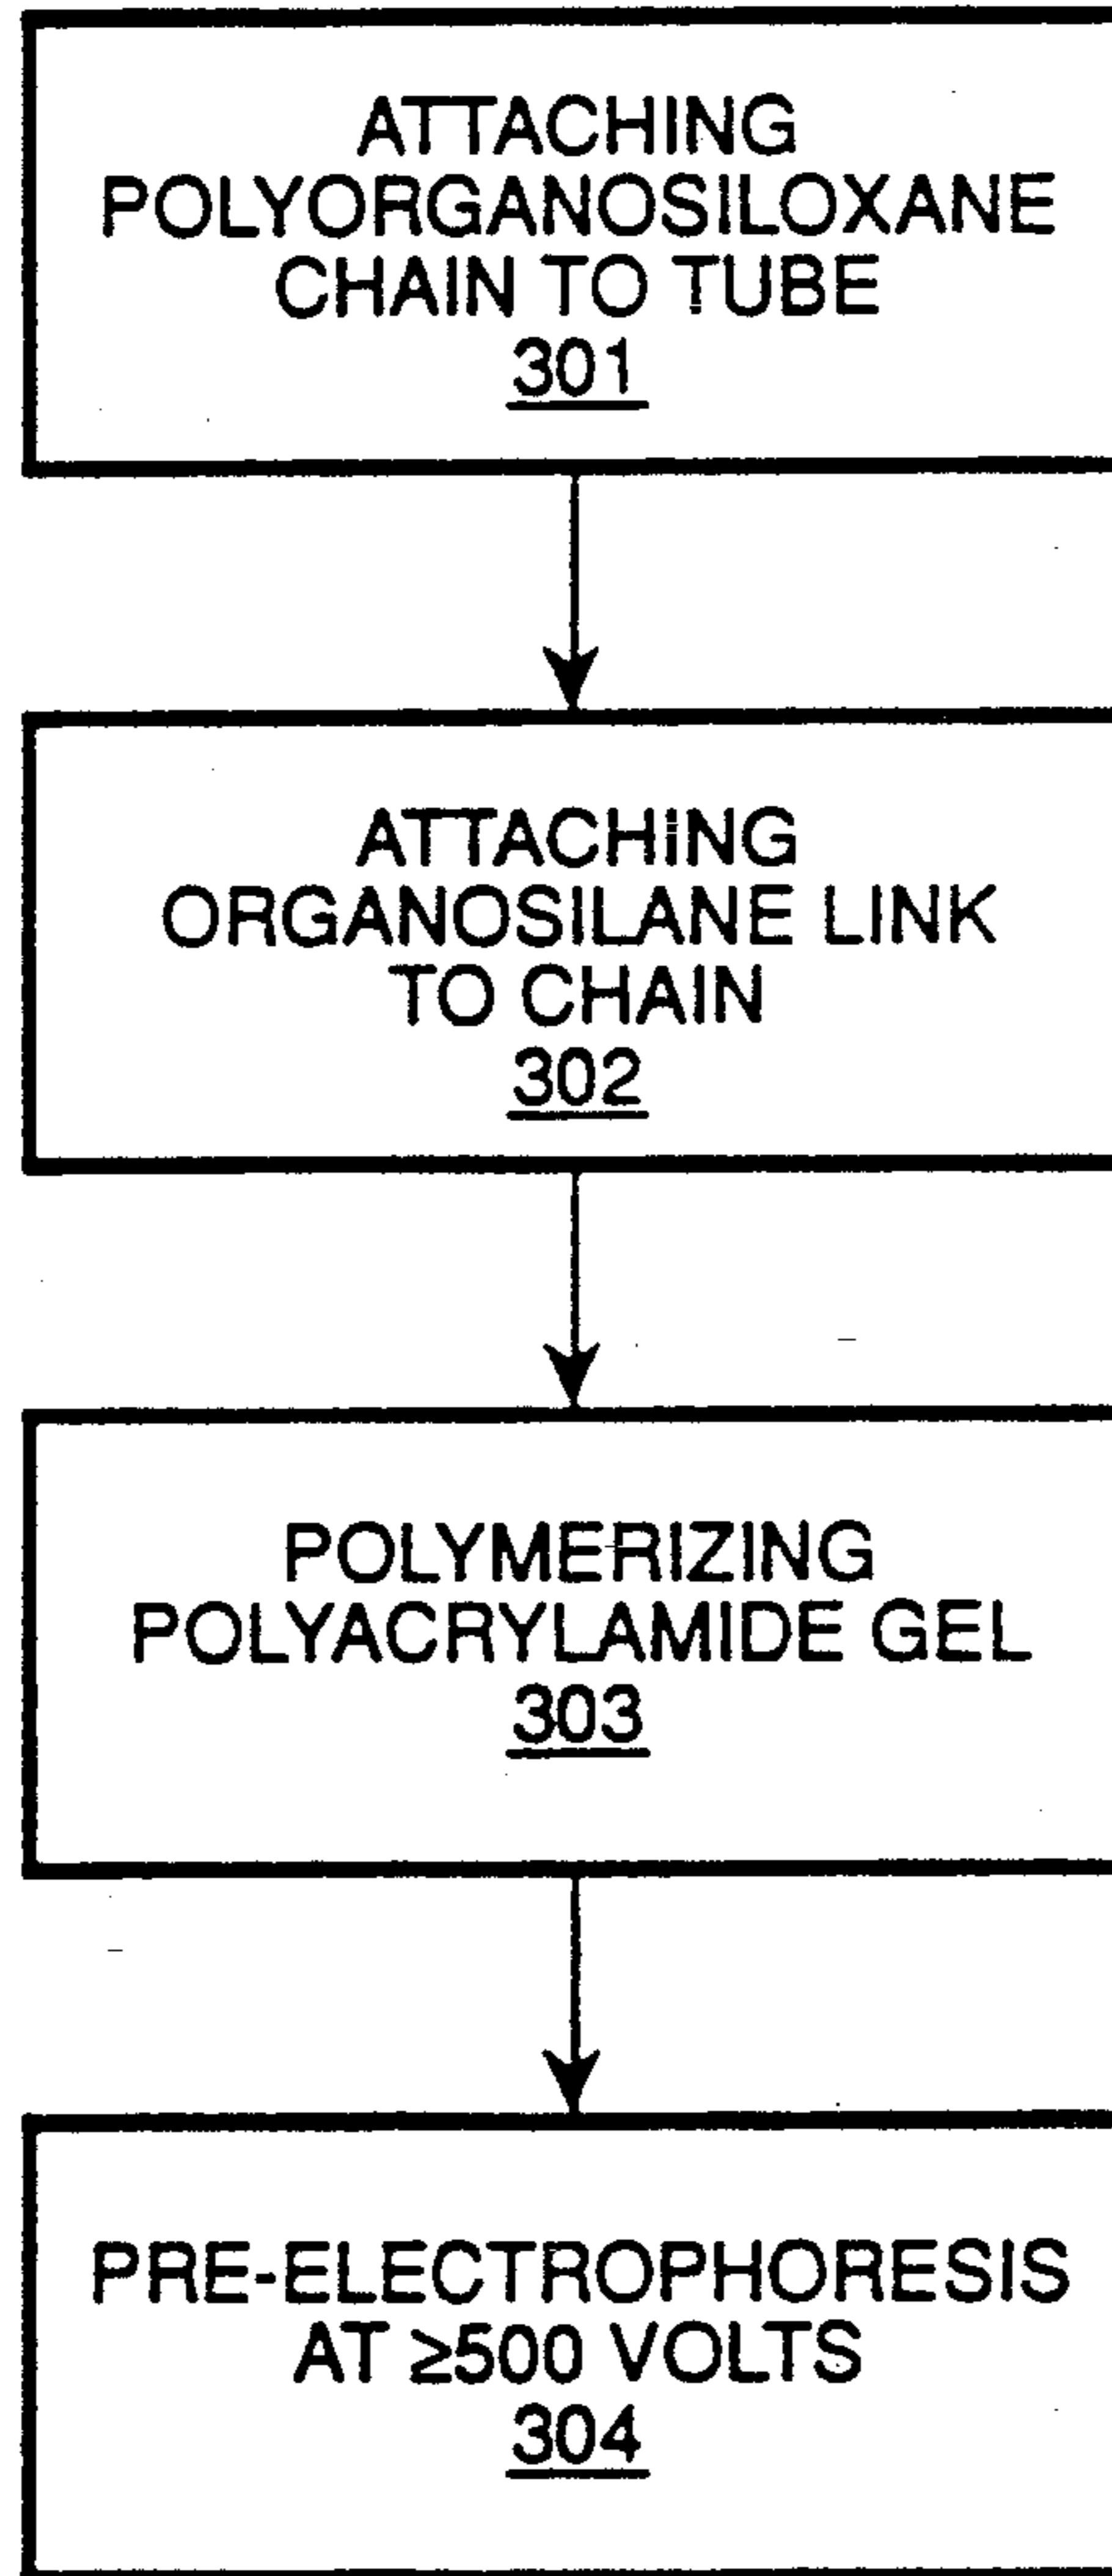 ATTACHING
POLYORGANOSILOXANE
CHAIN TO TUBE
301
ATTACHING
ORGANOSILANE LINK
TO CHAIN
302
POLYMERIZING
POLYACRYLAMIDE GEL
303
PRE-ELECTROPHORESIS
AT ≥500 VOLTS
304